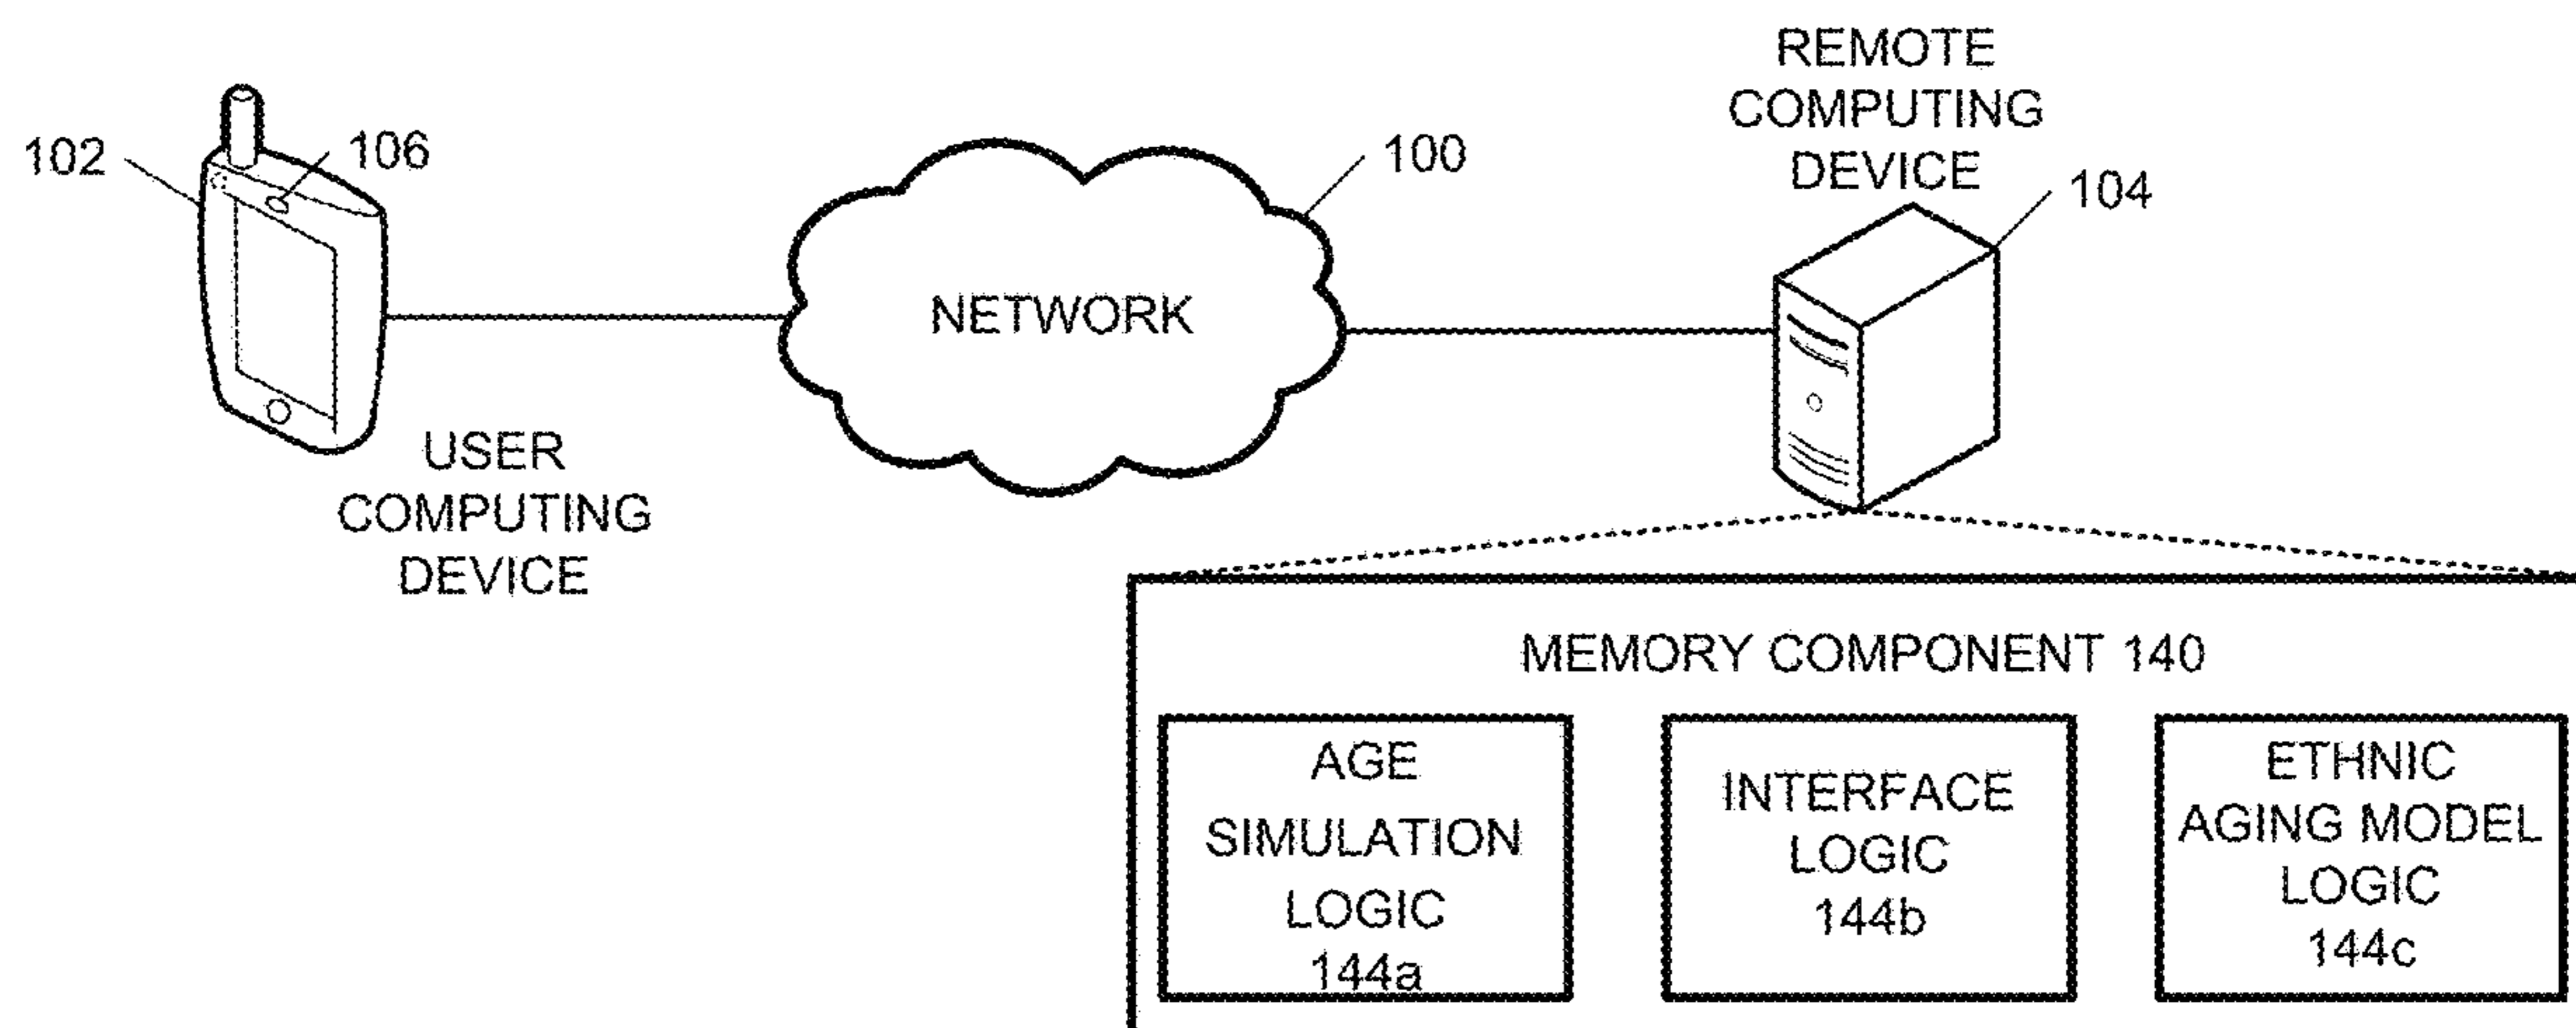 102
106
USER
COMPUTING
DEVICE
100
NETWORK
REMOTE
COMPUTING
DEVICE
104
MEMORY COMPONENT 140
AGE
SIMULATION
LOGIC
144a
INTERFACE
LOGIC
144b
ETHNIC
AGING MODEL
LOGIC
144c